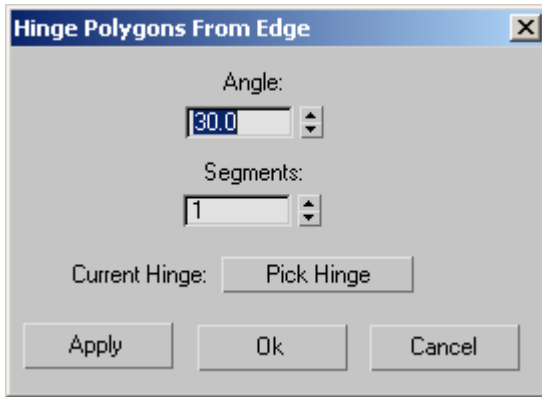 Hinge Polygons From Edge
Angle:
30.0
Segments:
1
Current Hinge: Pick Hinge
Apply Ok Cancel